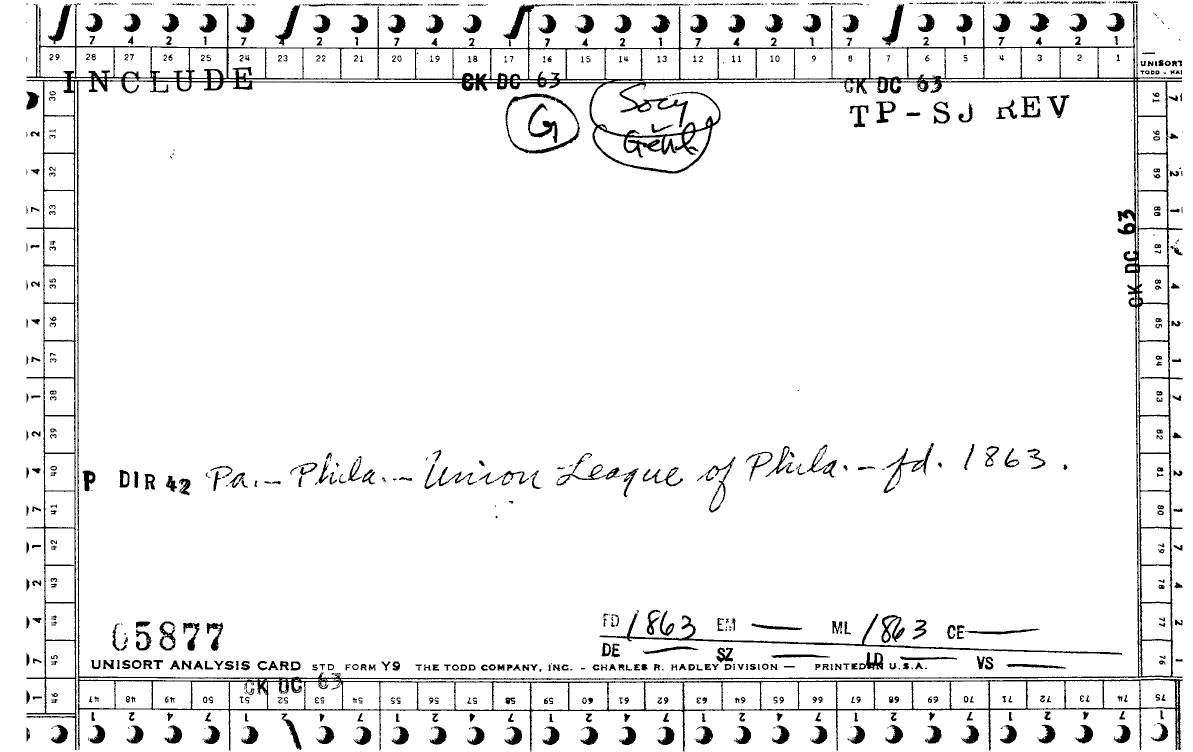 7 4 2 1 7 4 2 1 7 4 2 1 7 4 2 1 7 4 2 1 7 4 2 1 7 4 2 1
29 28 27 26 25 24 23 22 21 20 19 18 17 16 15 14 13 12 11 10 9 8 7 6 5 4 3 2 1
UNISORT
INCLUDE CK DC 63 CK DC 63
G Socy TP-SJ REV
Genl
CK DC 63
30 31 32 33 34 35 36 37 38 39 40 41 42 43 44 45 46
91 90 89 88 87 86 85 84 83 82 81 80 79 78 77 76 75
P DIR 42 Pa. - Phila. - Union League of Phila. - fd. 1863.
05877
FD 1863 EM — ML 1863 CE —
DE — SZ — LD — VS —
UNISORT ANALYSIS CARD STD FORM Y9 THE TODD COMPANY, INC. - CHARLES R. HADLEY DIVISION — PRINTED IN U.S.A.
CK DC 63
47 48 49 50 51 52 53 54 55 56 57 58 59 60 61 62 63 64 65 66 67 68 69 70 71 72 73 74 75